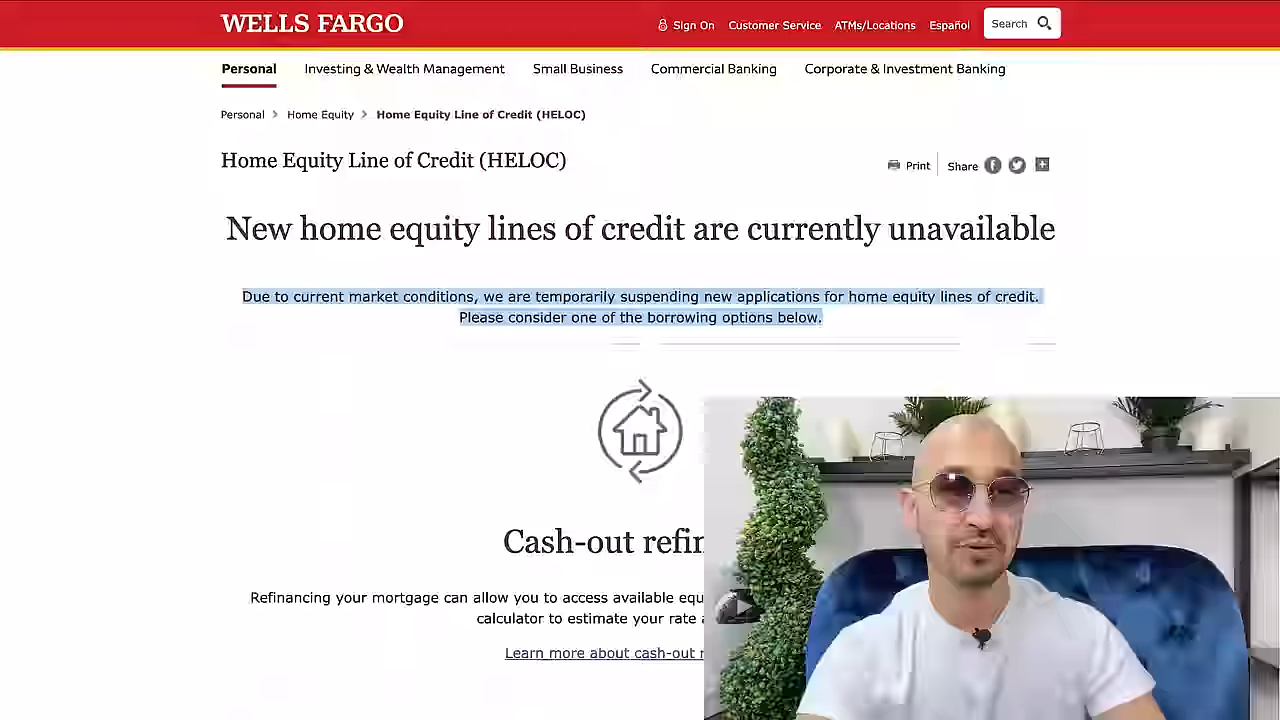 WELLS FARGO
Sign On Customer Service ATMs/Locations Español Search
Personal Investing & Wealth Management Small Business Commercial Banking Corporate & Investment Banking
Personal > Home Equity > Home Equity Line of Credit (HELOC)
Home Equity Line of Credit (HELOC)
Print Share
New home equity lines of credit are currently unavailable
Due to current market conditions, we are temporarily suspending new applications for home equity lines of credit.
Please consider one of the borrowing options below.
Cash-out
Refinancing your mortgage can allow you to access available
calculator to estimate your rate
Learn more about cash-out